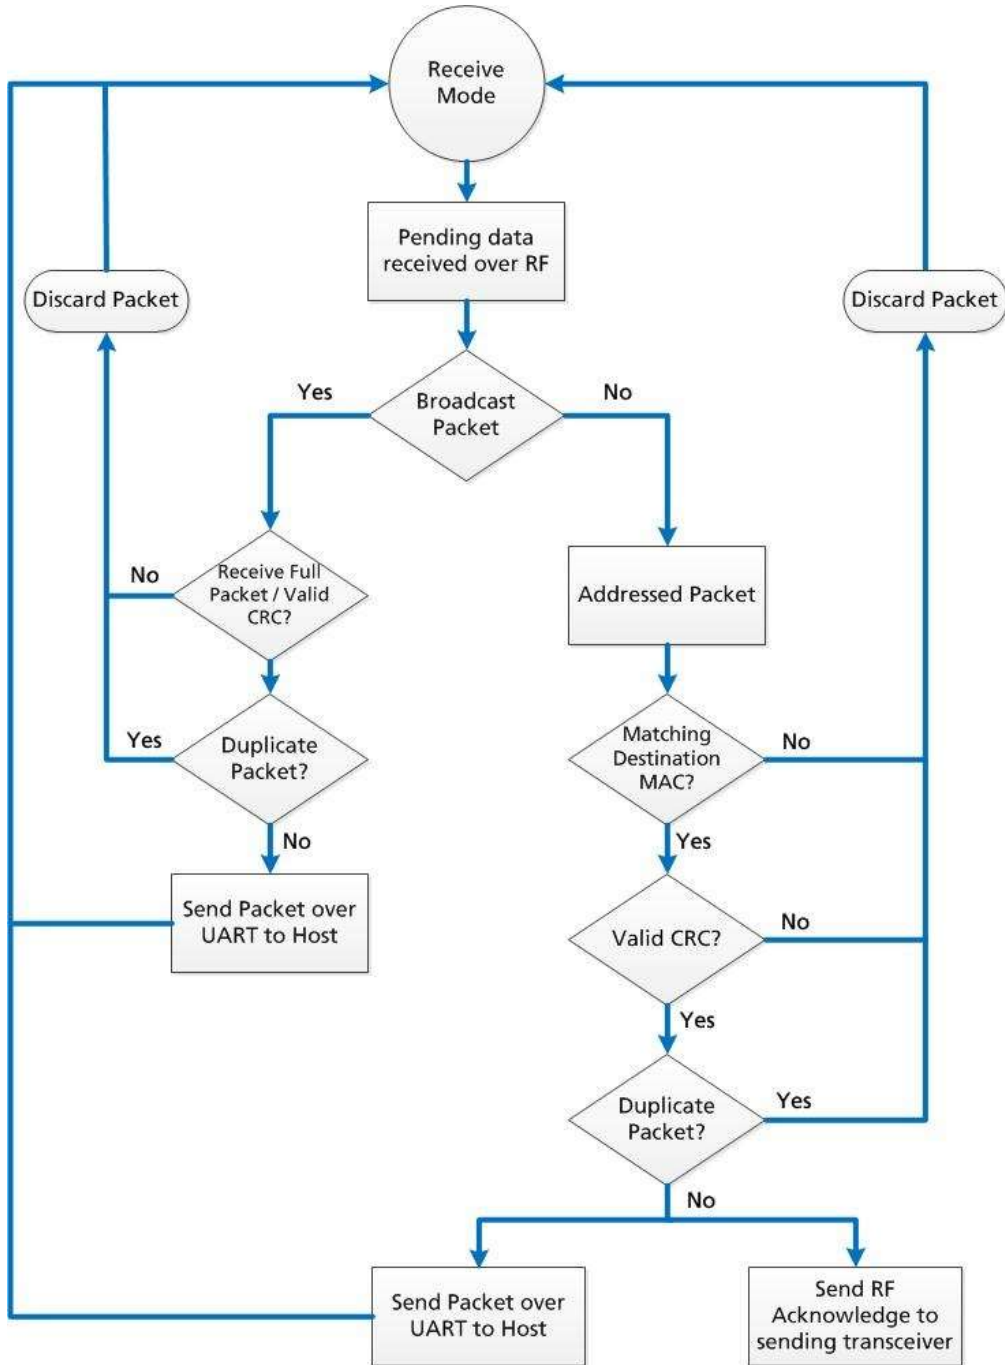 Receive
Mode
Pending data
received over RF
Discard Packet
Discard Packet
Yes
Broadcast
Packet
No
No
Receive Full
Packet / Valid
CRC?
Addressed Packet
Yes
Duplicate
Packet?
Matching
Destination
MAC?
No
No
Yes
Send Packet over
UART to Host
Valid CRC?
No
Yes
Duplicate
Packet?
Yes
No
Send Packet over
UART to Host
Send RF
Acknowledge to
sending transceiver